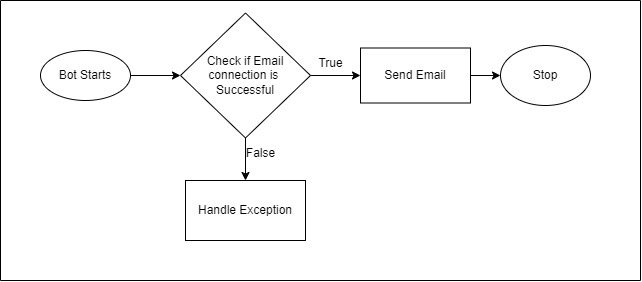 Bot Starts
Check if Email
connection is
Successful
True
Send Email
Stop
False
Handle Exception